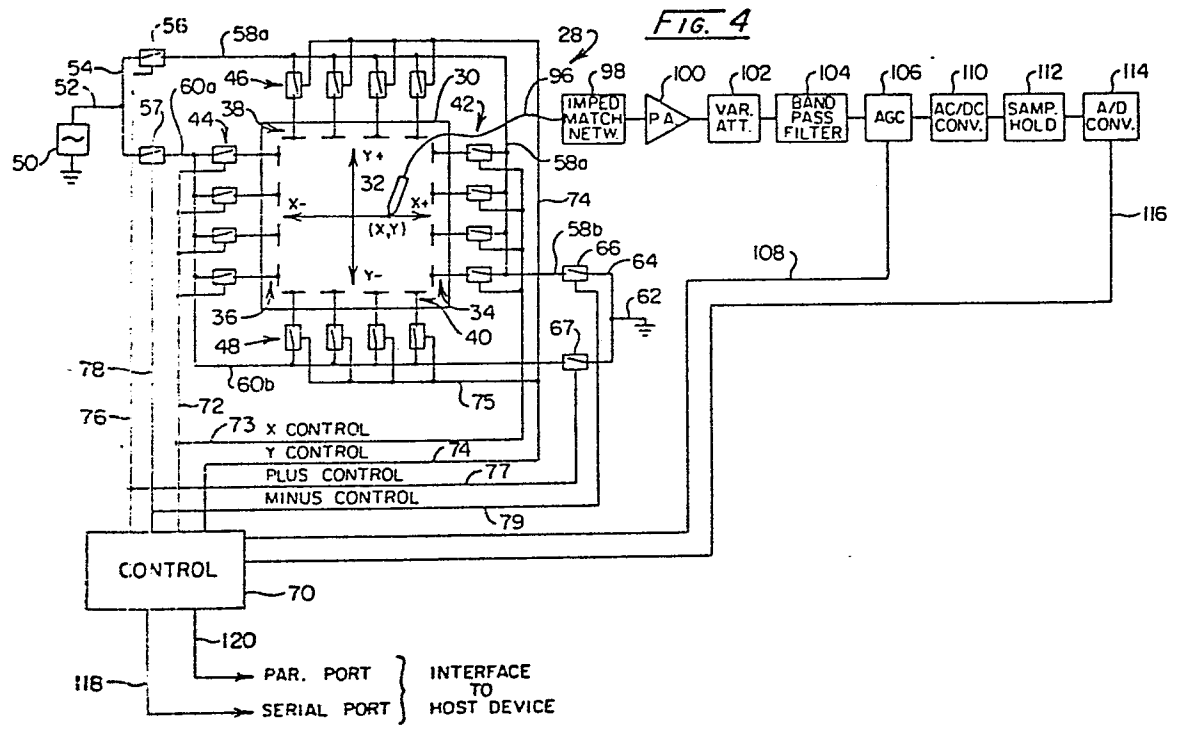 FIG. 4
56
58a
28
54
46
30
96
98
100
102
104
106
110
112
114
52
60a
38
42
IMPED
MATCH
NETW.
PA
VAR.
ATT.
BAND
PASS
FILTER
AGC
AC/DC
CONV.
SAMP.
HOLD
A/D
CONV.
57
44
50
Y+
32
58a
X-
X+
74
(X,Y)
116
58b
66
64
108
Y-
36
34
62
48
40
67
78
60b
75
76
72
73
X CONTROL
Y CONTROL
74
PLUS CONTROL
77
MINUS CONTROL
79
CONTROL
70
120
118
PAR. PORT
SERIAL PORT
INTERFACE
TO
HOST DEVICE